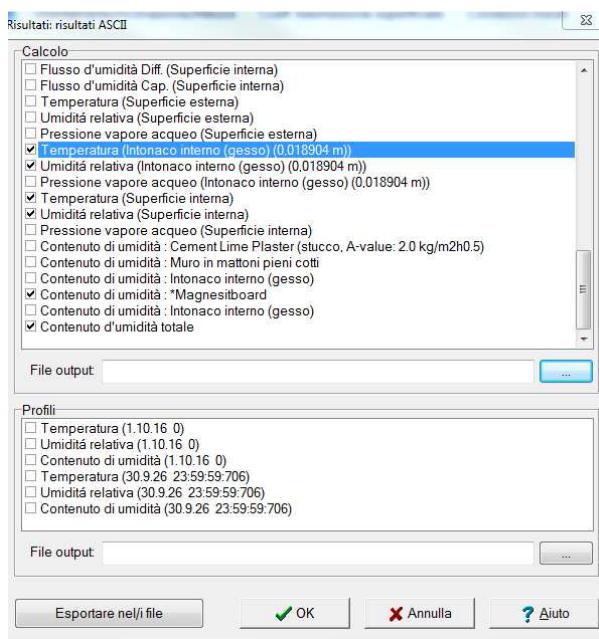 Risultati: risultati ASCII
Calcolo
Flusso d'umidità Diff. (Superficie interna)
Flusso d'umidità Cap. (Superficie interna)
Temperatura (Superficie esterna)
Umiditá relativa (Superficie esterna)
Pressione vapore acqueo (Superficie esterna)
Temperatura (Intonaco interno (gesso) (0,018904 m))
Umiditá relativa (Intonaco interno (gesso) (0,018904 m))
Pressione vapore acqueo (Intonaco interno (gesso) (0,018904 m))
Temperatura (Superficie interna)
Umiditá relativa (Superficie interna)
Pressione vapore acqueo (Superficie interna)
Contenuto di umidità : Cement Lime Plaster (stucco, A-value: 2.0 kg/m2h0.5)
Contenuto di umidità : Muro in mattoni pieni cotti
Contenuto di umidità : Intonaco interno (gesso)
Contenuto di umidità : *Magnesitboard
Contenuto di umidità : Intonaco interno (gesso)
Contenuto d'umidità totale
File output:
...
Profili
Temperatura (1.10.16 0)
Umiditá relativa (1.10.16 0)
Contenuto di umidità (1.10.16 0)
Temperatura (30.9.26 23:59:59:706)
Umiditá relativa (30.9.26 23:59:59:706)
Contenuto di umidità (30.9.26 23:59:59:706)
File output:
...
Esportare nel/i file
OK
Annulla
Aiuto